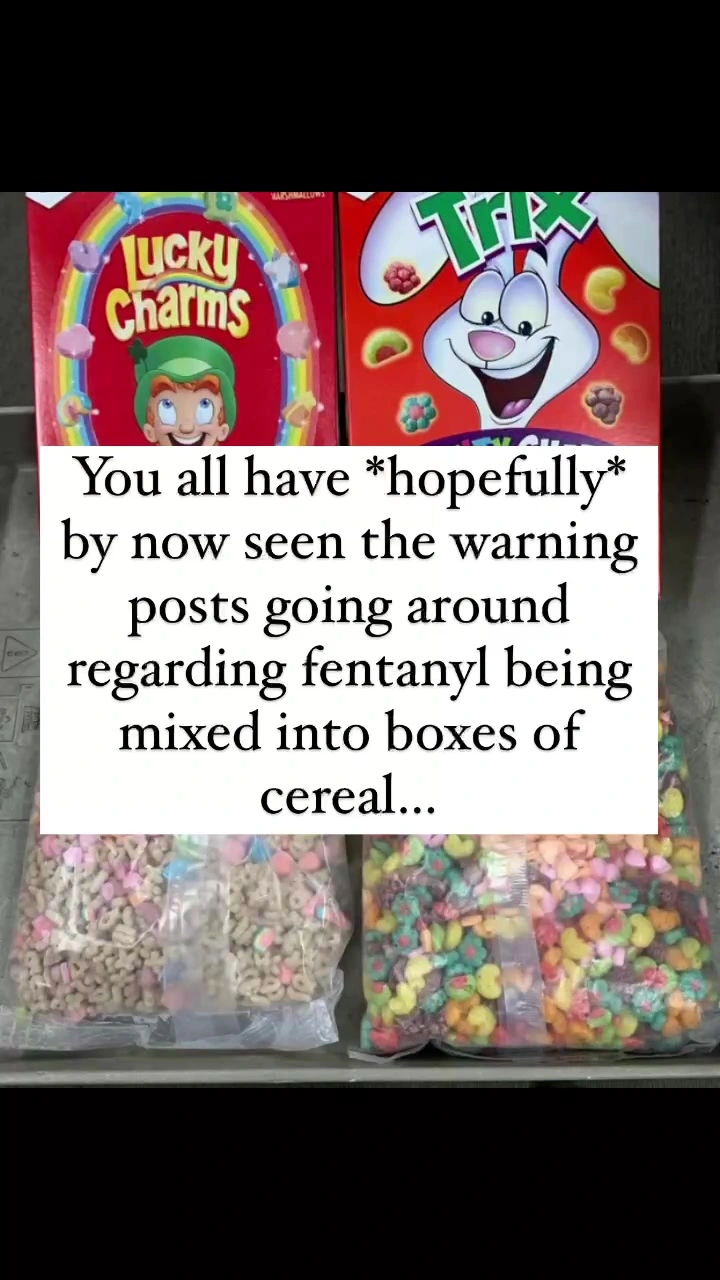 MARSHMALLOWS
Lucky
Charms
Trix
You all have *hopefully*
by now seen the warning
posts going around
regarding fentanyl being
mixed into boxes of
cereal...